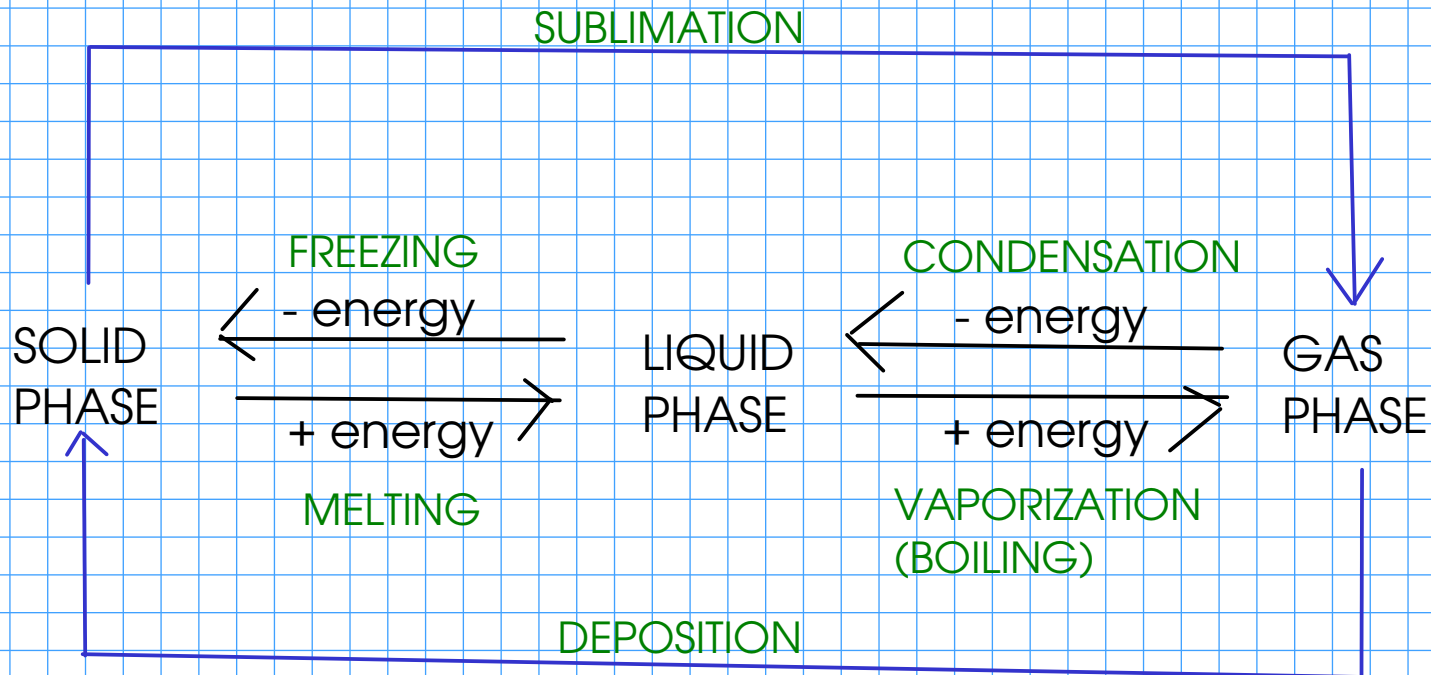 SUBLIMATION
FREEZING
- energy
CONDENSATION
- energy
SOLID
PHASE
LIQUID
PHASE
GAS
PHASE
+ energy
MELTING
+ energy
VAPORIZATION
(BOILING)
DEPOSITION